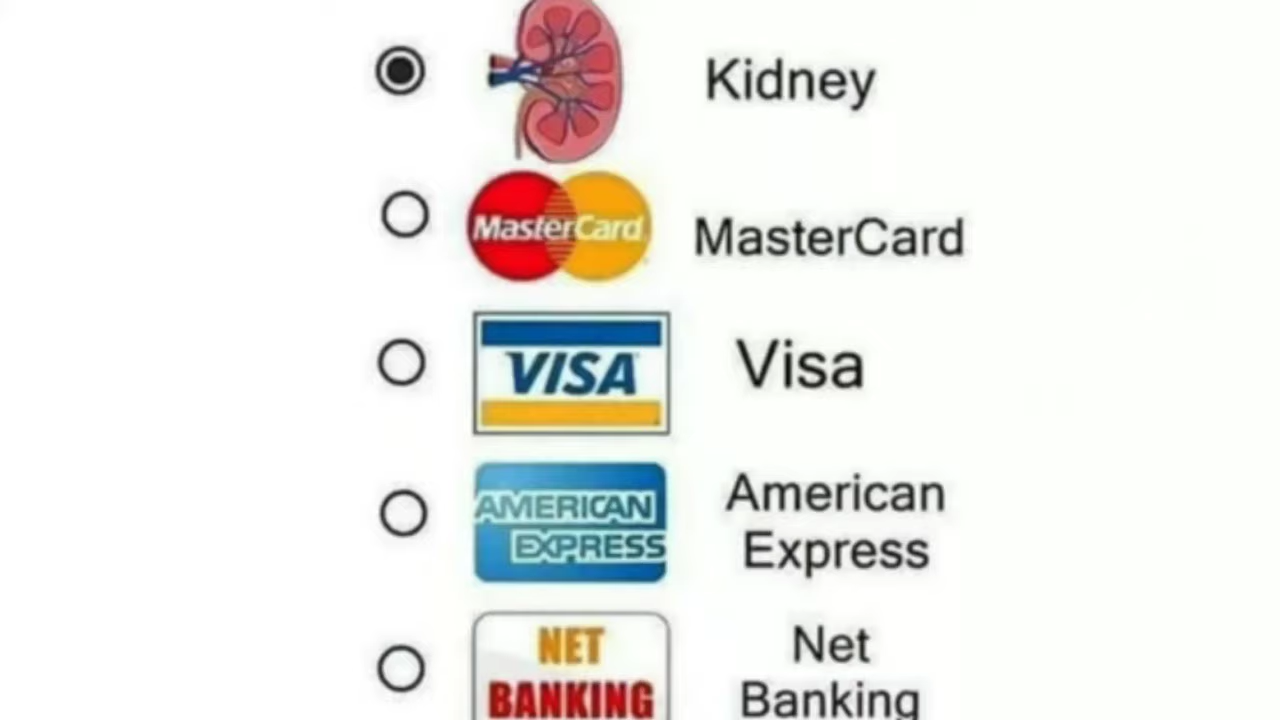 Kidney
MasterCard MasterCard
VISA Visa
AMERICAN
EXPRESS
American
Express
NET
BANKING
Net
Banking